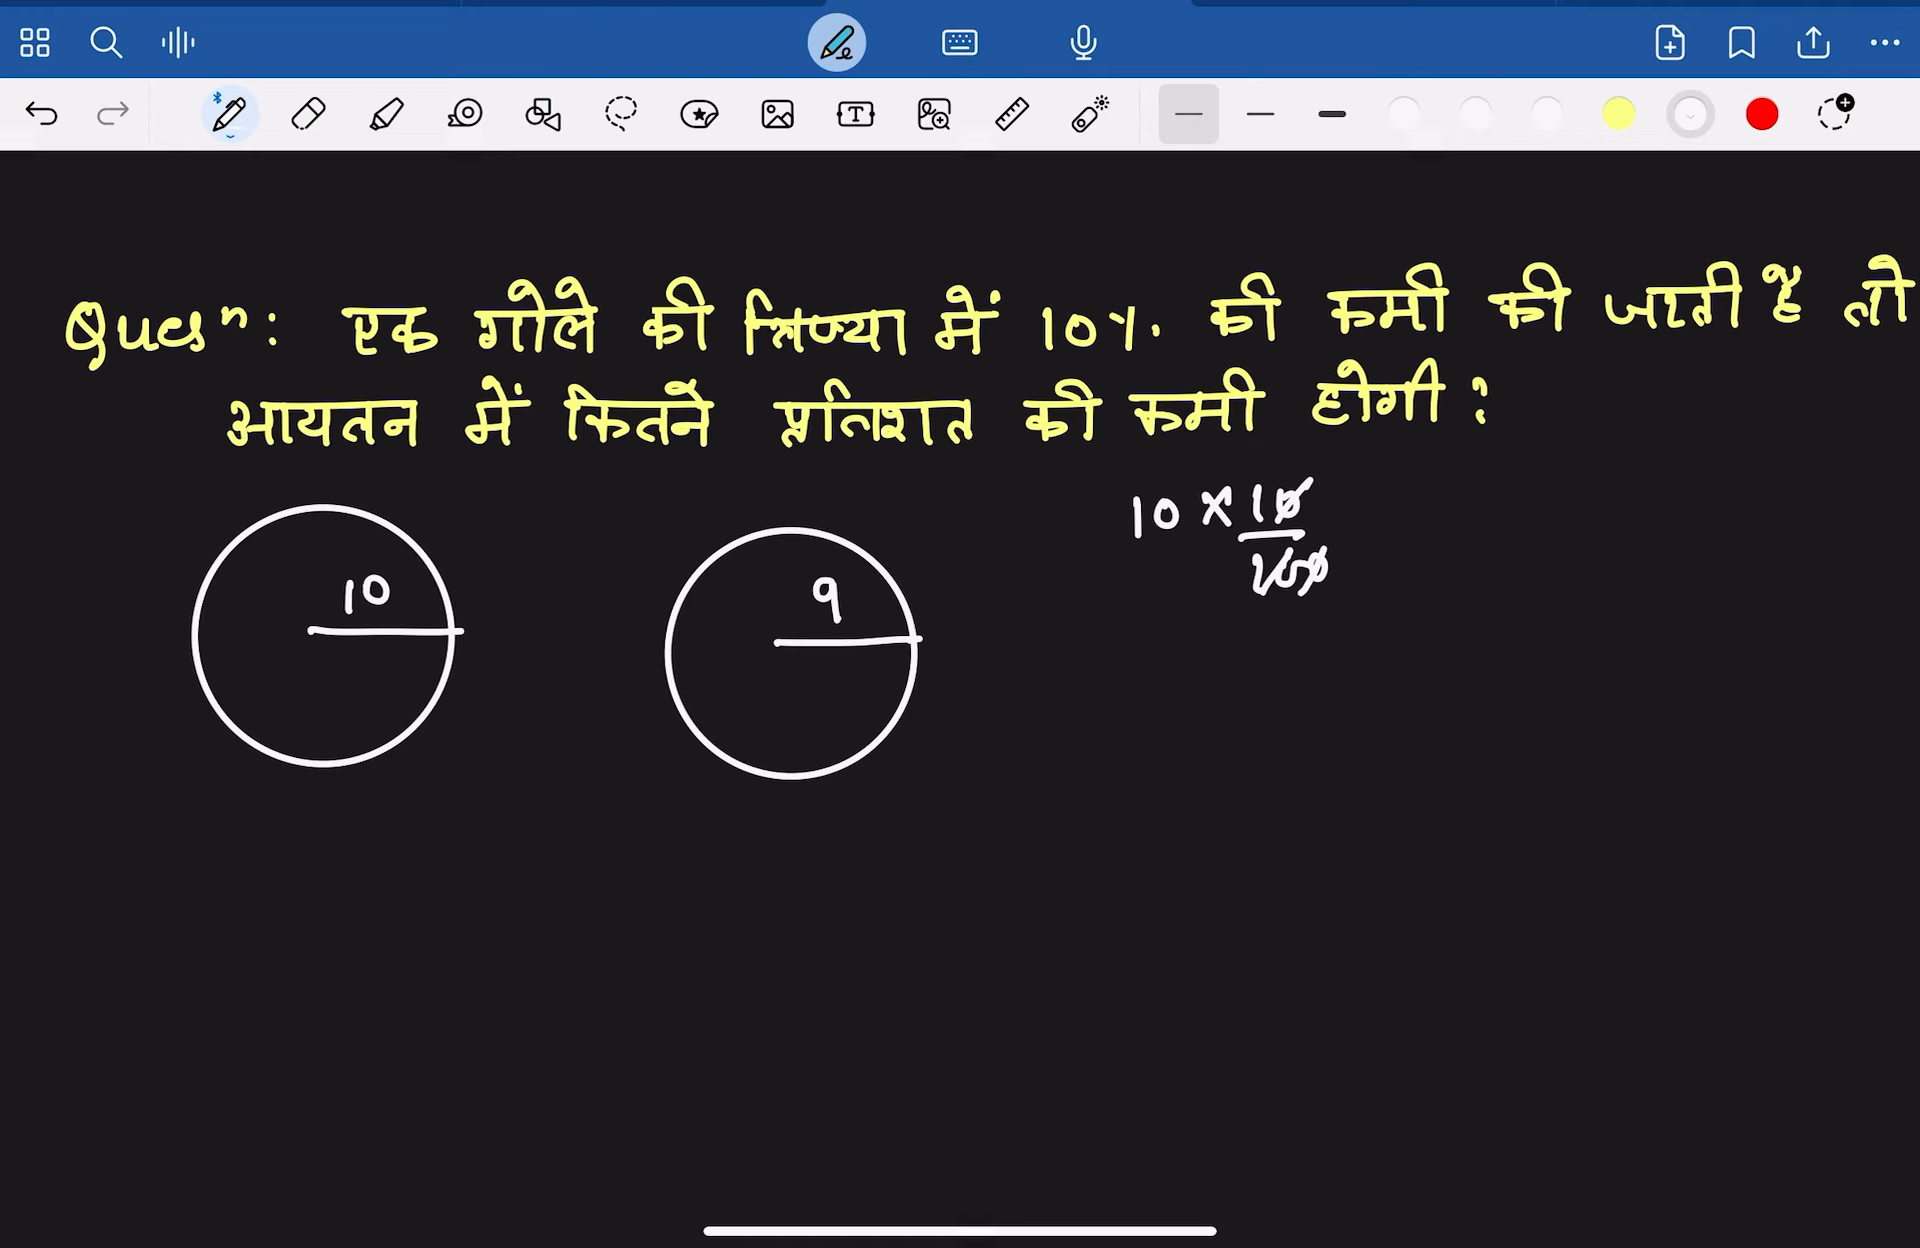 Quesⁿ: एक गोले की त्रिज्या में 10%. की कमी की जाती है तो
आयतन में कितने प्रतिशत की कमी होगी?
10 × 10
100
10
9